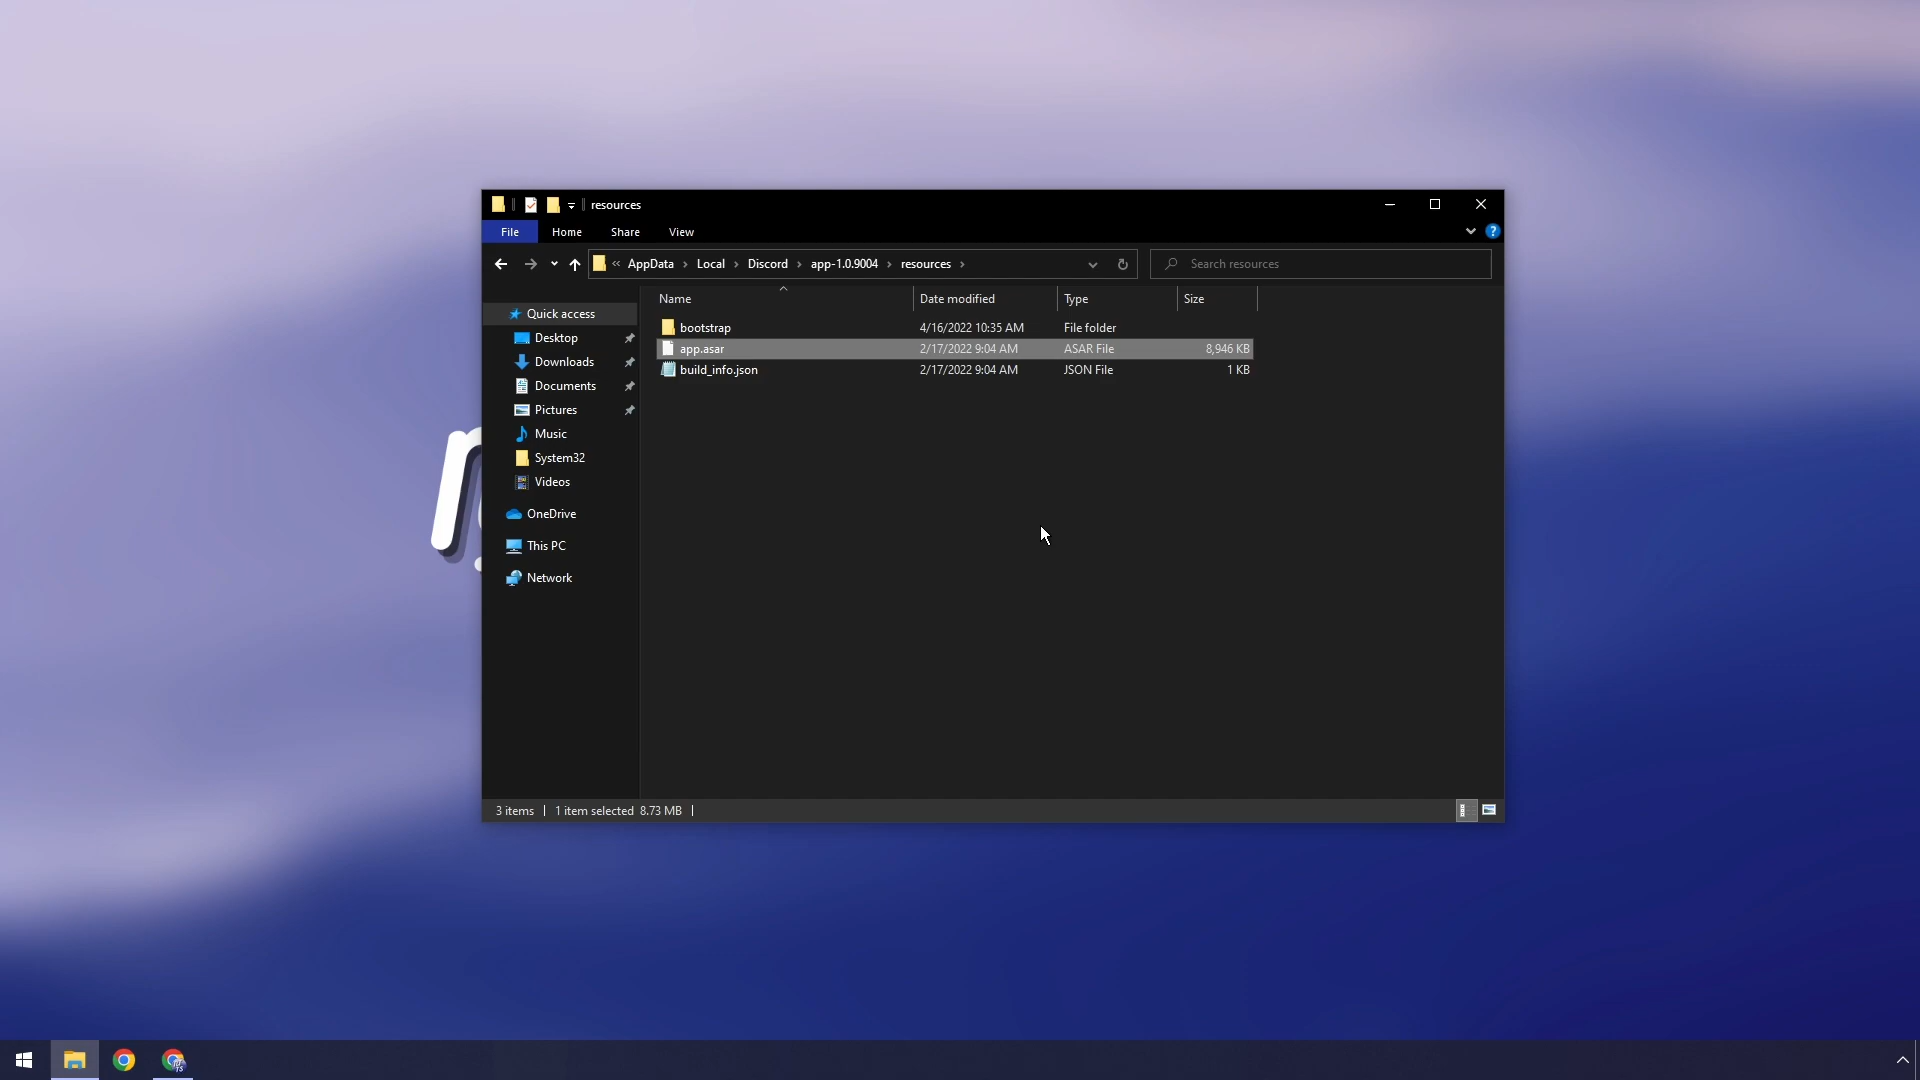 resources
File Home Share View
« AppData › Local › Discord › app-1.0.9004 › resources › Search resources
Name Date modified Type Size
Quick access
Desktop
Downloads
Documents
Pictures
Music
System32
Videos
OneDrive
This PC
Network
bootstrap 4/16/2022 10:35 AM File folder
app.asar 2/17/2022 9:04 AM ASAR File 8,946 KB
build_info.json 2/17/2022 9:04 AM JSON File 1 KB
3 items 1 item selected 8.73 MB